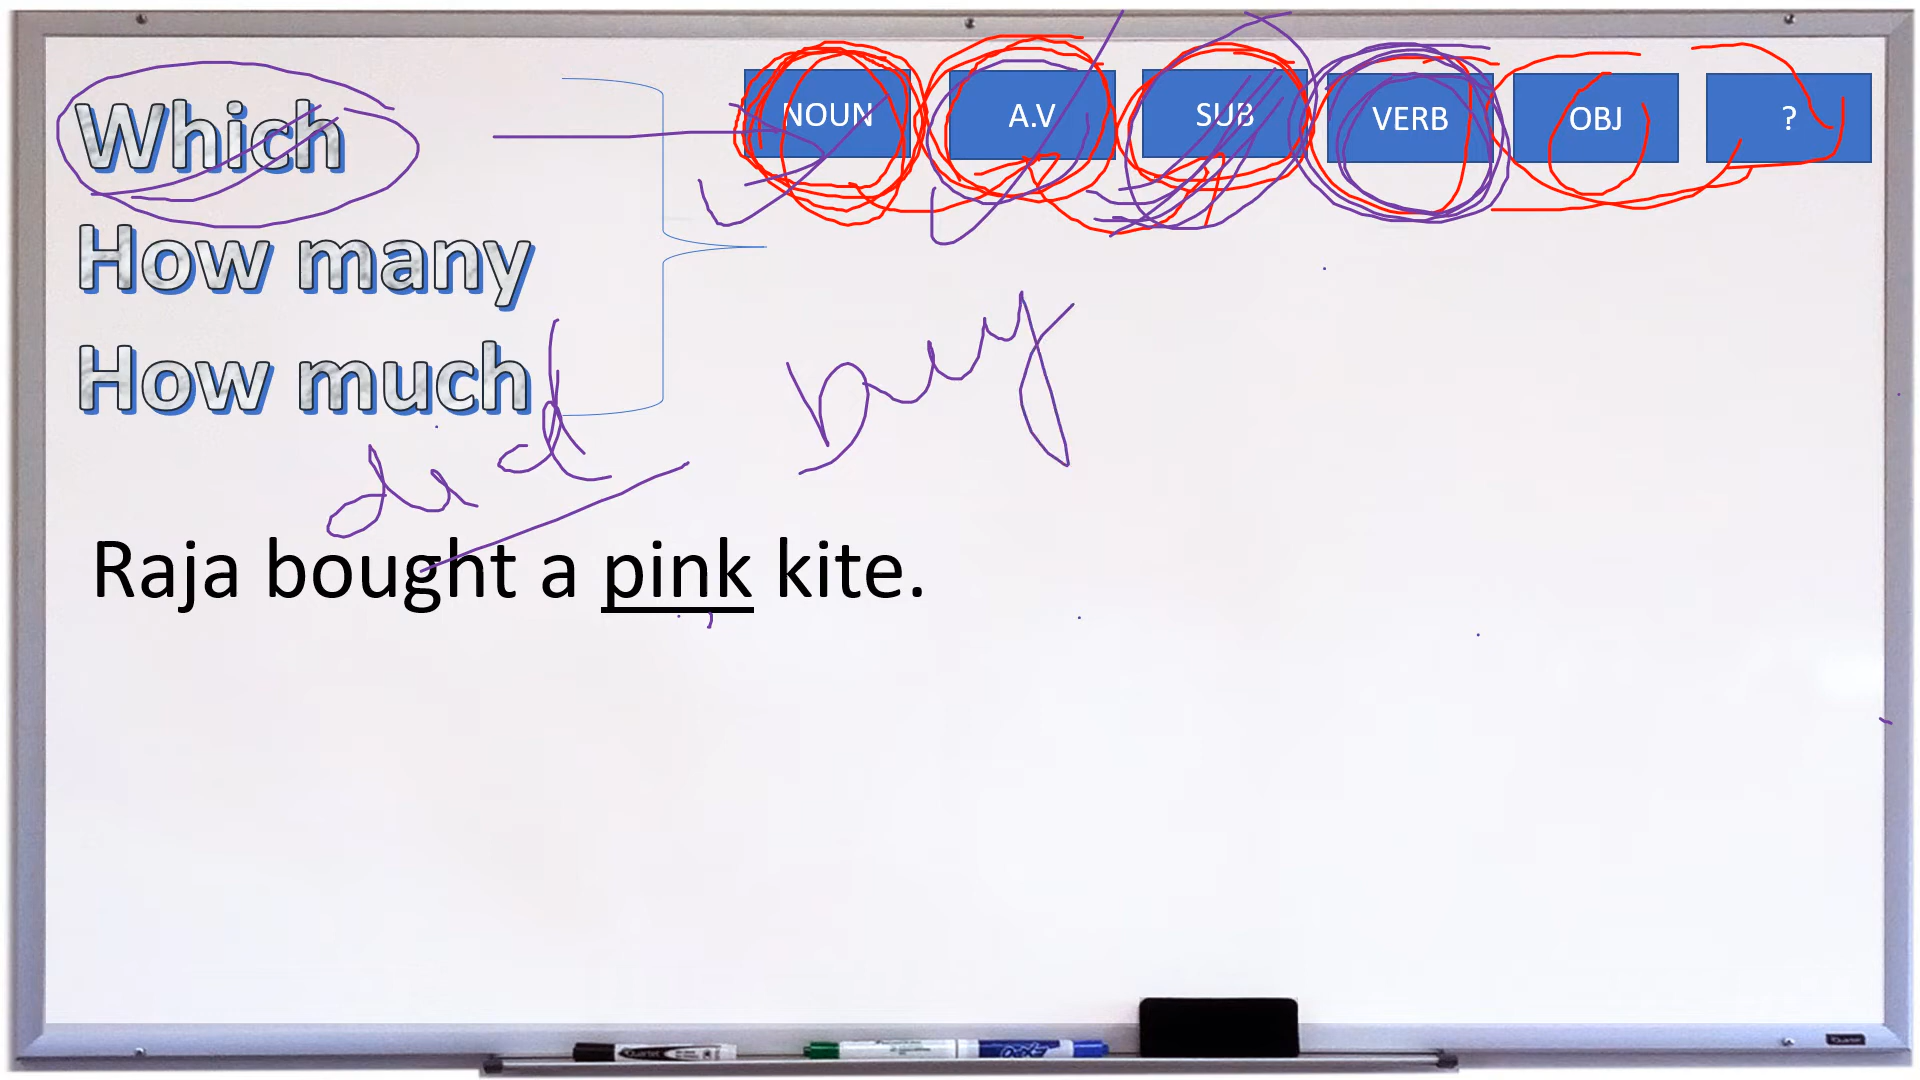 Which
NOUN A.V SUB VERB OBJ ?
How many
How much
did buy
Raja bought a pink kite.